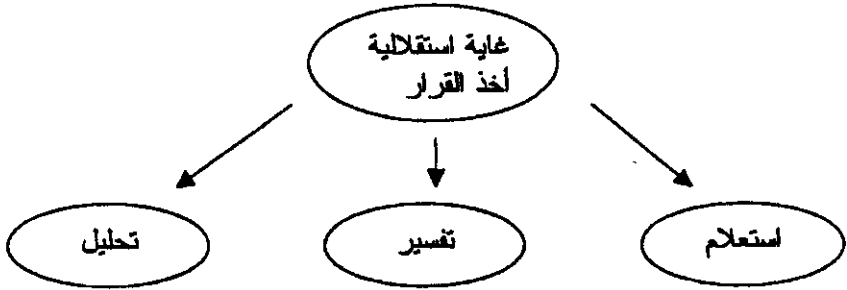 غاية استقلالية
أخذ القرار
استعلام
تفسير
تحليل